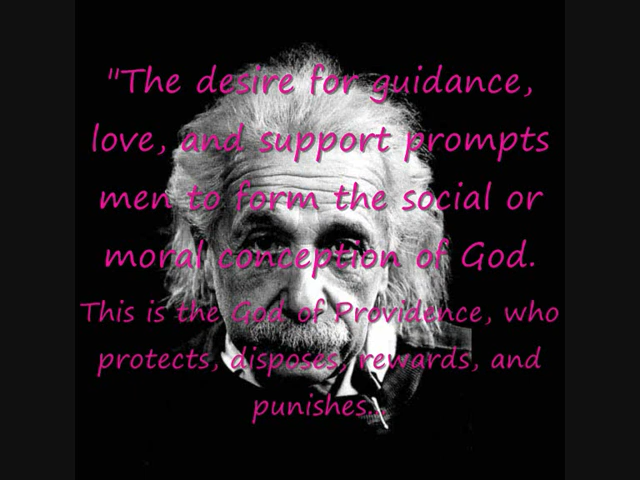 "The desire for guidance,
love, and support prompts
men to form the social or
moral conception of God.
This is the God of Providence, who
protects, disposes, rewards, and
punishes...